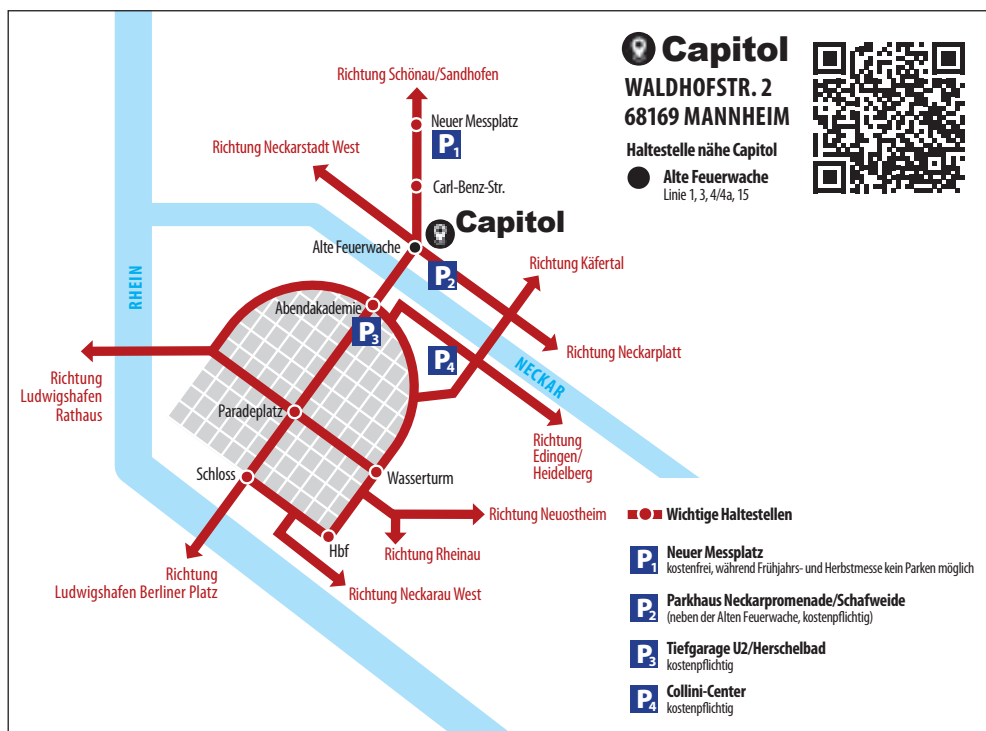 Capitol
WALDHOFSTR. 2
68169 MANNHEIM
Haltestelle nähe Capitol
Alte Feuerwache
Linie 1, 3, 4/4a, 15
Richtung Schönau/Sandhofen
Neuer Messplatz
P1
Richtung Neckarstadt West
Carl-Benz-Str.
Capitol
Alte Feuerwache
P2
Richtung Käfertal
RHEIN
Abendakademie
P3
P4
Richtung Neckarplatt
NECKAR
Richtung
Ludwigshafen
Rathaus
Paradeplatz
Richtung
Edingen/
Heidelberg
Schloss
Wasserturm
Richtung Neuostheim
Hbf
Richtung Rheinau
Richtung
Ludwigshafen Berliner Platz
Richtung Neckarau West
Wichtige Haltestellen
P1
Neuer Messplatz
kostenfrei, während Frühjahrs- und Herbstmesse kein Parken möglich
P2
Parkhaus Neckarpromenade/Schafweide
(neben der Alten Feuerwache, kostenpflichtig)
P3
Tiefgarage U2/Herschelbad
kostenpflichtig
P4
Collini-Center
kostenpflichtig